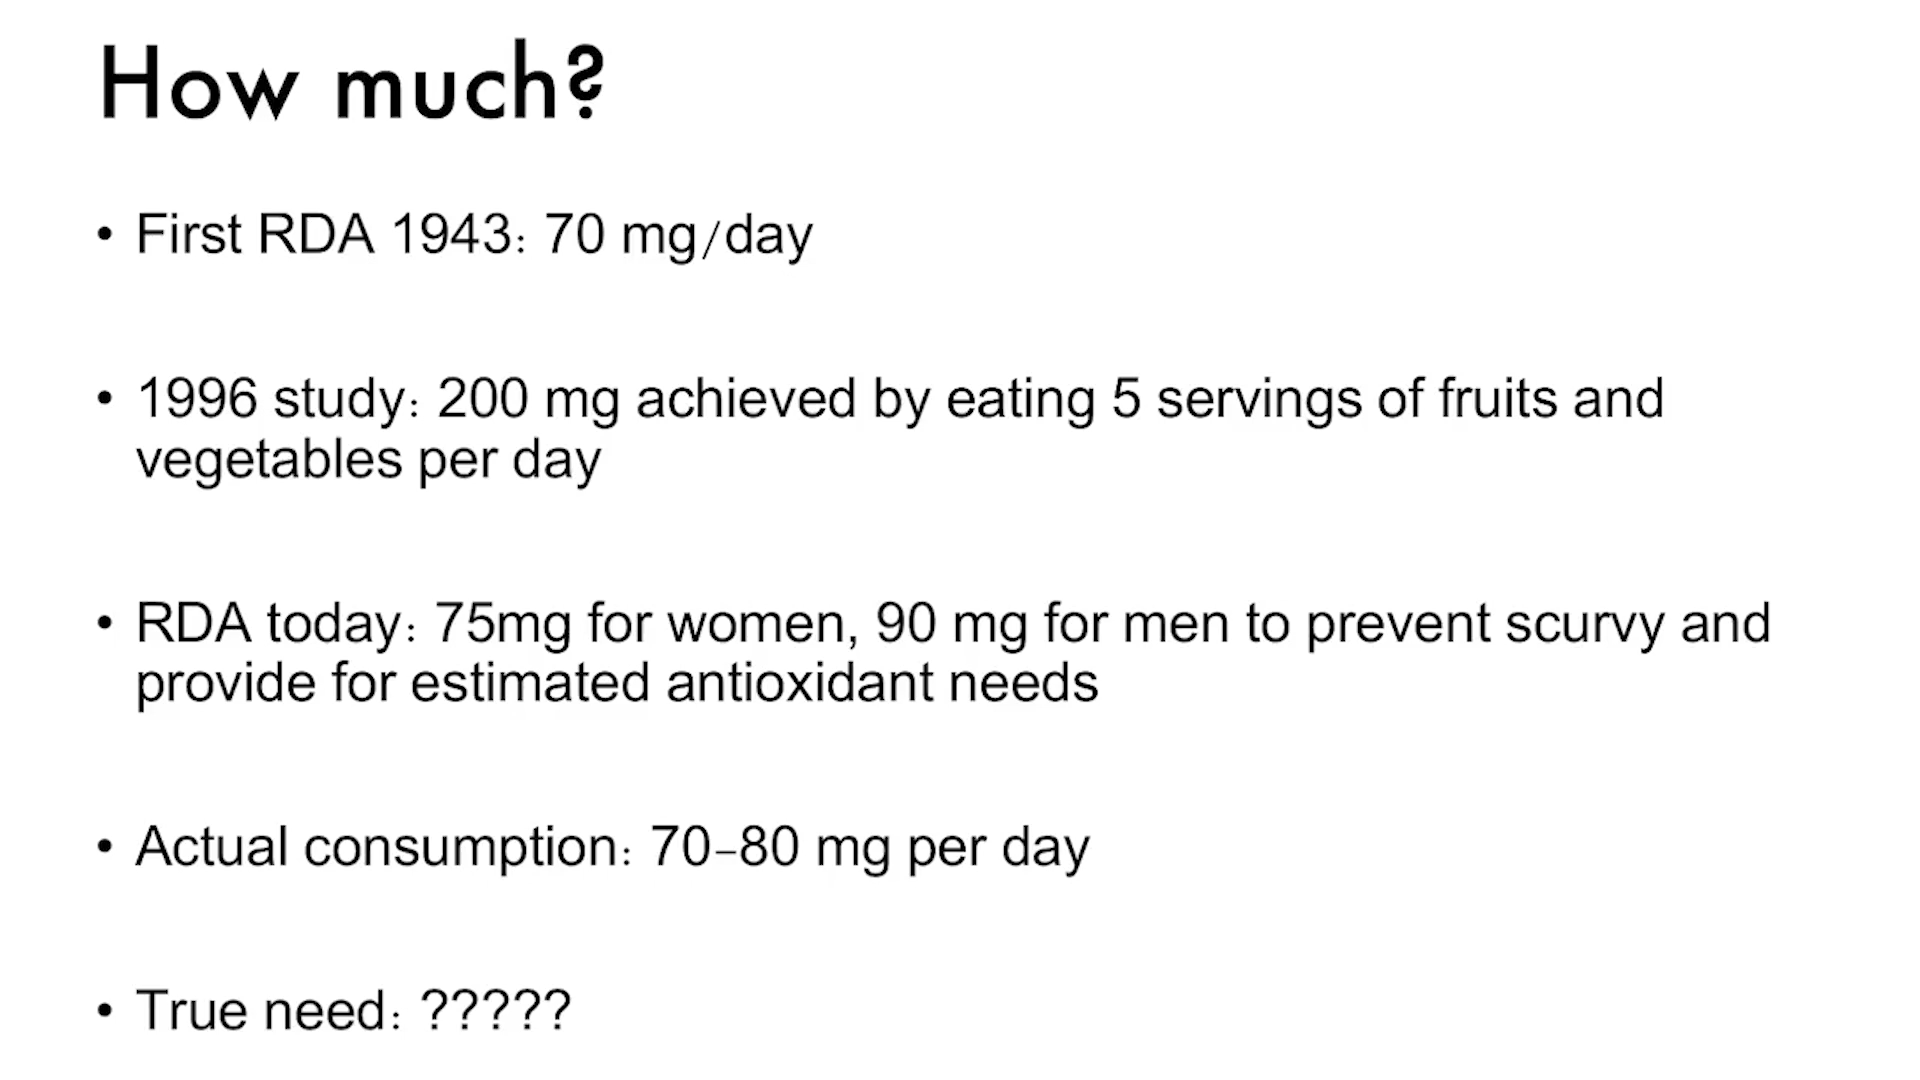 How much?
• First RDA 1943: 70 mg/day
• 1996 study: 200 mg achieved by eating 5 servings of fruits and
vegetables per day
• RDA today: 75mg for women, 90 mg for men to prevent scurvy and
provide for estimated antioxidant needs
• Actual consumption: 70–80 mg per day
• True need: ?????